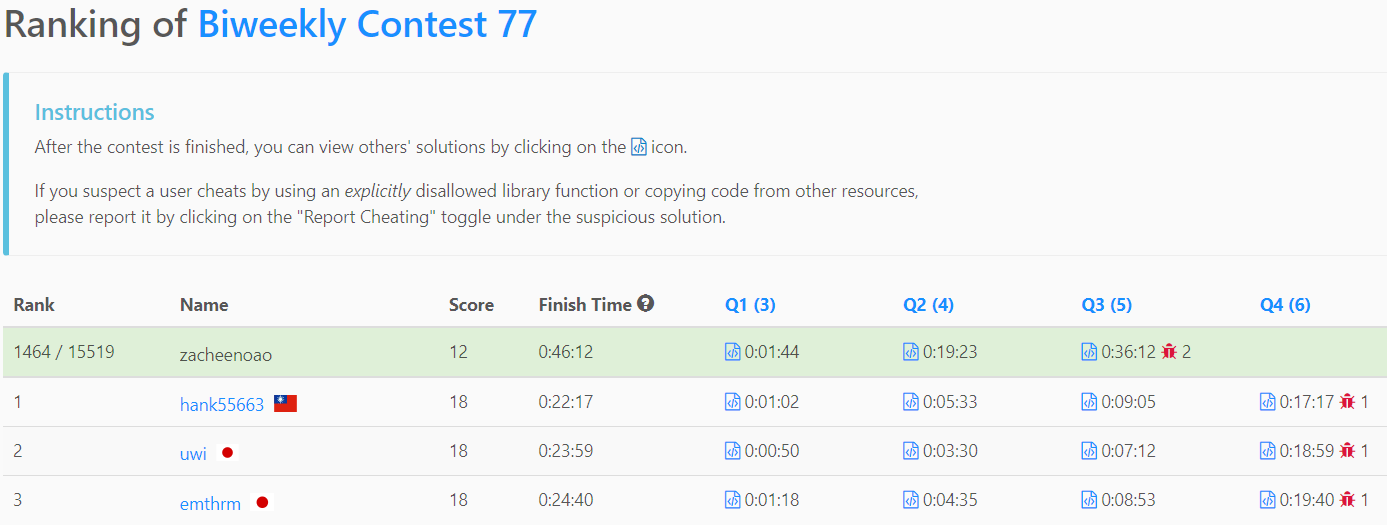 Ranking of Biweekly Contest 77
Instructions
After the contest is finished, you can view others' solutions by clicking on the icon.
If you suspect a user cheats by using an explicitly disallowed library function or copying code from other resources,
please report it by clicking on the "Report Cheating" toggle under the suspicious solution.
Rank Name Score Finish Time Q1 (3) Q2 (4) Q3 (5) Q4 (6)
1464 / 15519 zacheenoao 12 0:46:12 0:01:44 0:19:23 0:36:12 2
1 hank55663 18 0:22:17 0:01:02 0:05:33 0:09:05 0:17:17 1
2 uwi 18 0:23:59 0:00:50 0:03:30 0:07:12 0:18:59 1
3 emthrm 18 0:24:40 0:01:18 0:04:35 0:08:53 0:19:40 1